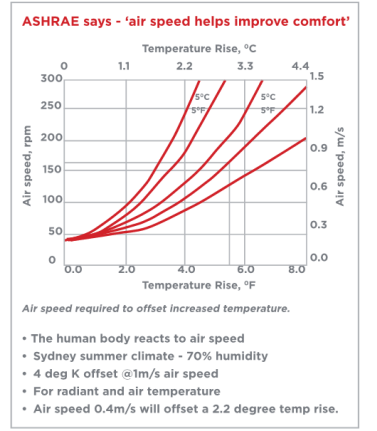 ASHRAE says - ‘air speed helps improve comfort’
Temperature Rise, °C
0 1.1 2.2 3.3 4.4
300 1.5
5°C 5°C
250 5°F 5°F 1.2
200
0.9
150
0.6
100
0.3
50
0 0.0
Air speed, rpm
Air speed, m/s
0.0 2.0 4.0 6.0 8.0
Temperature Rise, °F
Air speed required to offset increased temperature.
• The human body reacts to air speed
• Sydney summer climate - 70% humidity
• 4 deg K offset @1m/s air speed
• For radiant and air temperature
• Air speed 0.4m/s will offset a 2.2 degree temp rise.